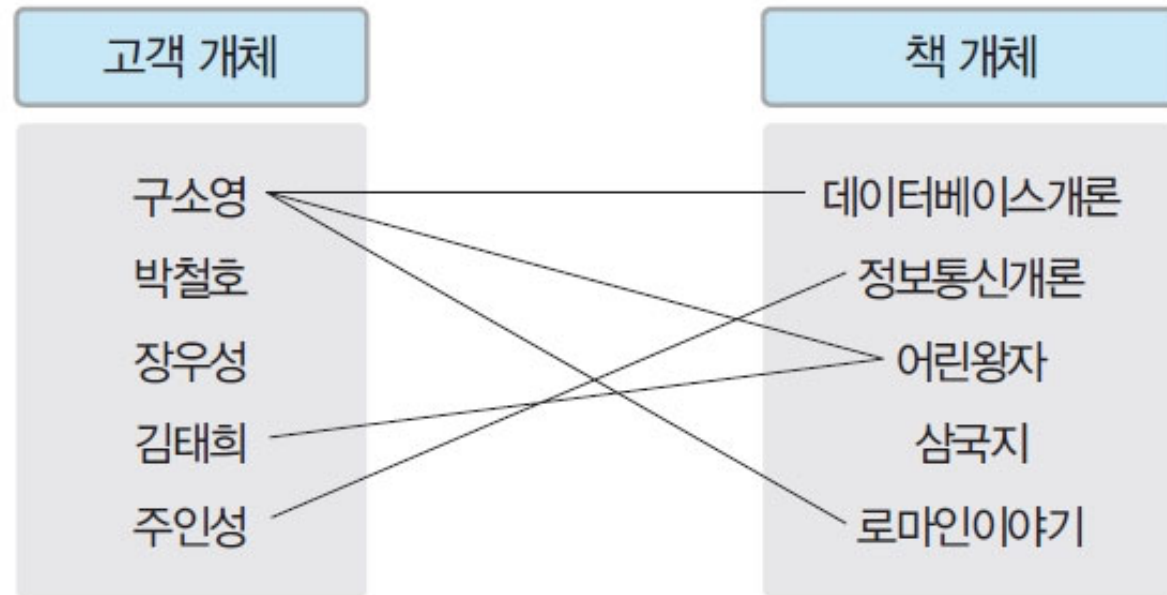 고객 개체
책 개체
구소영
데이터베이스개론
박철호
정보통신개론
장우성
어린왕자
김태희
삼국지
주인성
로마인이야기